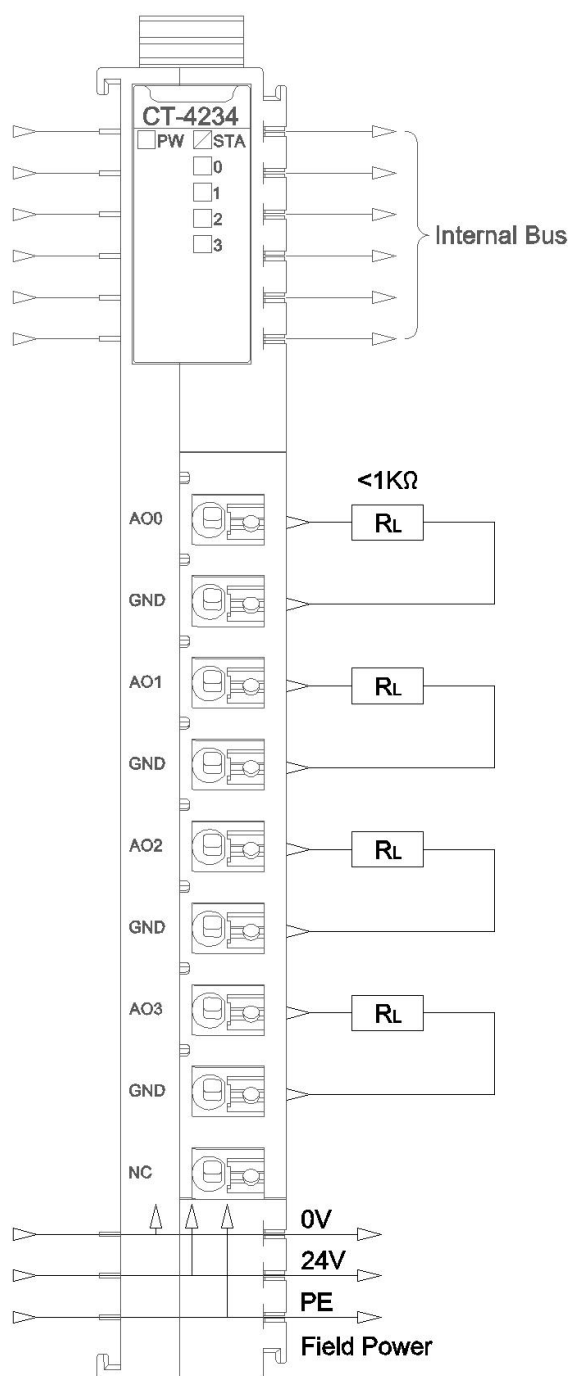 CT-4234
PW STA
0
1
2
3
Internal Bus
<1KΩ
AO0 RL
GND
AO1 RL
GND
AO2 RL
GND
AO3 RL
GND
NC
0V
24V
PE
Field Power